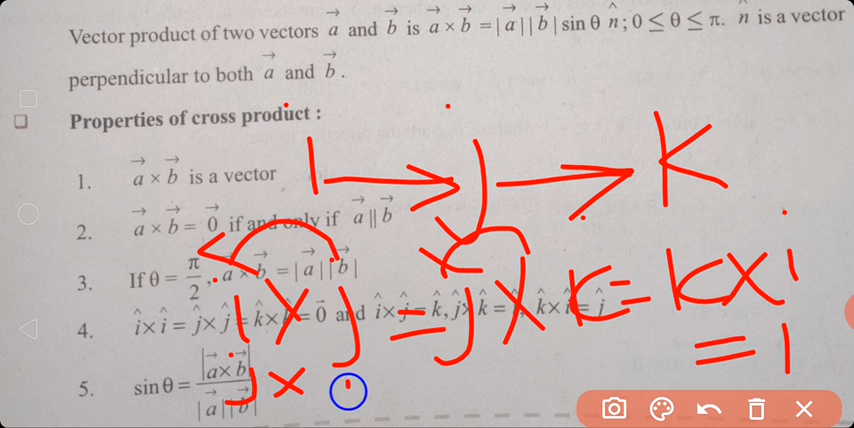 Vector product of two vectors a⃗ and b⃗ is a⃗ × b⃗ = |a⃗||b⃗| sin θ n̂; 0 ≤ θ ≤ π. n̂ is a vector
perpendicular to both a⃗ and b⃗.
Properties of cross product :
1. a⃗ × b⃗ is a vector
2. a⃗ × b⃗ = 0⃗ if and only if a⃗ || b⃗
3. If θ = π/2, a⃗ × b⃗ = |a⃗||b⃗|
4. î × î = ĵ × ĵ = k̂ × k̂ = 0⃗ and î × ĵ = k̂, ĵ × k̂ = , k̂ × î = ĵ
5. sin θ = |a⃗ × b⃗| / |a⃗||b⃗|
i → j → k
i × j = j × k = k × i
= 1
j × i